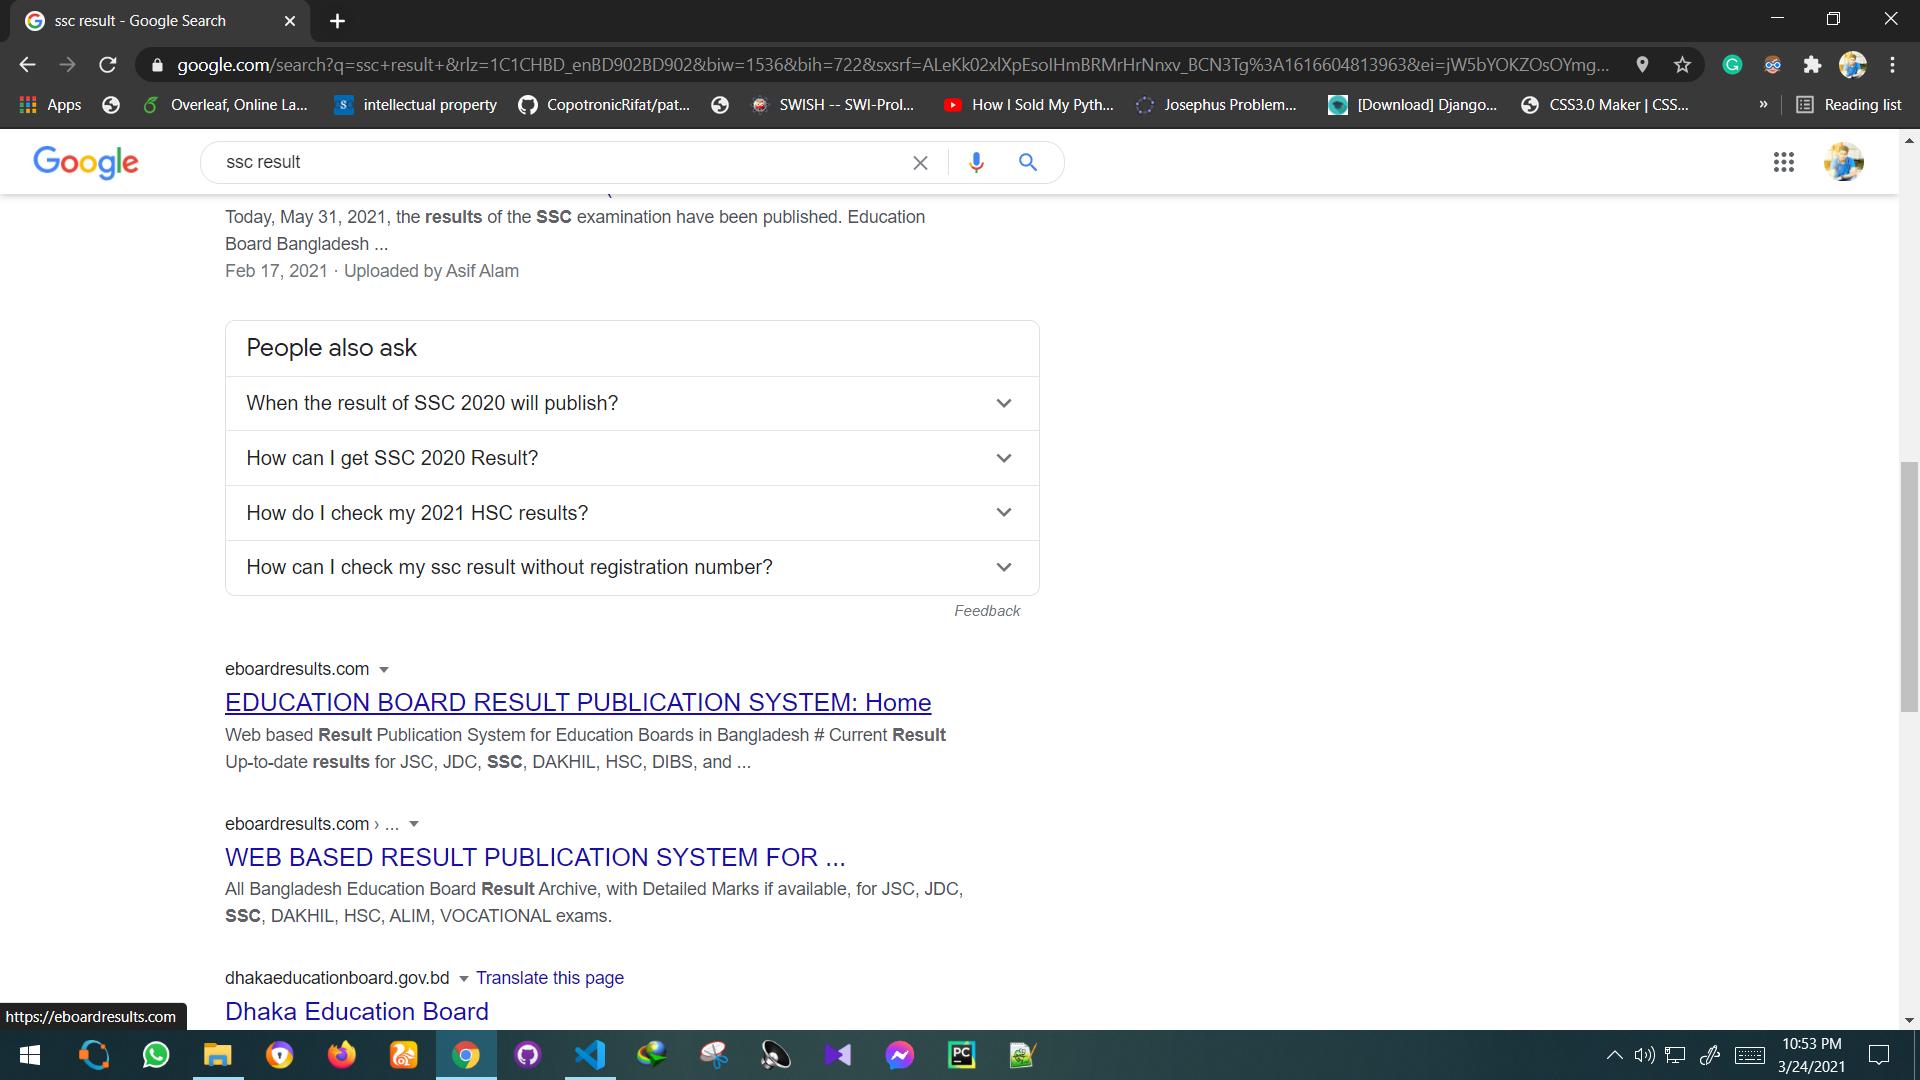 ssc result - Google Search
google.com/search?q=ssc+result+&rlz=1C1CHBD_enBD902BD902&biw=1536&bih=722&sxsrf=ALeKk02xlXpEsoIHmBRMrHrNnxv_BCN3Tg%3A1616604813963&ei=jW5bYOKZOsOYmg...
Apps Overleaf, Online La... intellectual property CopotronicRifat/pat... SWISH -- SWI-Prol... How I Sold My Pyth... Josephus Problem... [Download] Django... CSS3.0 Maker | CSS... » Reading list
Google ssc result
Today, May 31, 2021, the results of the SSC examination have been published. Education
Board Bangladesh ...
Feb 17, 2021 · Uploaded by Asif Alam
People also ask
When the result of SSC 2020 will publish?
How can I get SSC 2020 Result?
How do I check my 2021 HSC results?
How can I check my ssc result without registration number?
Feedback
eboardresults.com
EDUCATION BOARD RESULT PUBLICATION SYSTEM: Home
Web based Result Publication System for Education Boards in Bangladesh # Current Result
Up-to-date results for JSC, JDC, SSC, DAKHIL, HSC, DIBS, and ...
eboardresults.com › ...
WEB BASED RESULT PUBLICATION SYSTEM FOR ...
All Bangladesh Education Board Result Archive, with Detailed Marks if available, for JSC, JDC,
SSC, DAKHIL, HSC, ALIM, VOCATIONAL exams.
dhakaeducationboard.gov.bd Translate this page
Dhaka Education Board
https://eboardresults.com
PC
10:53 PM
3/24/2021